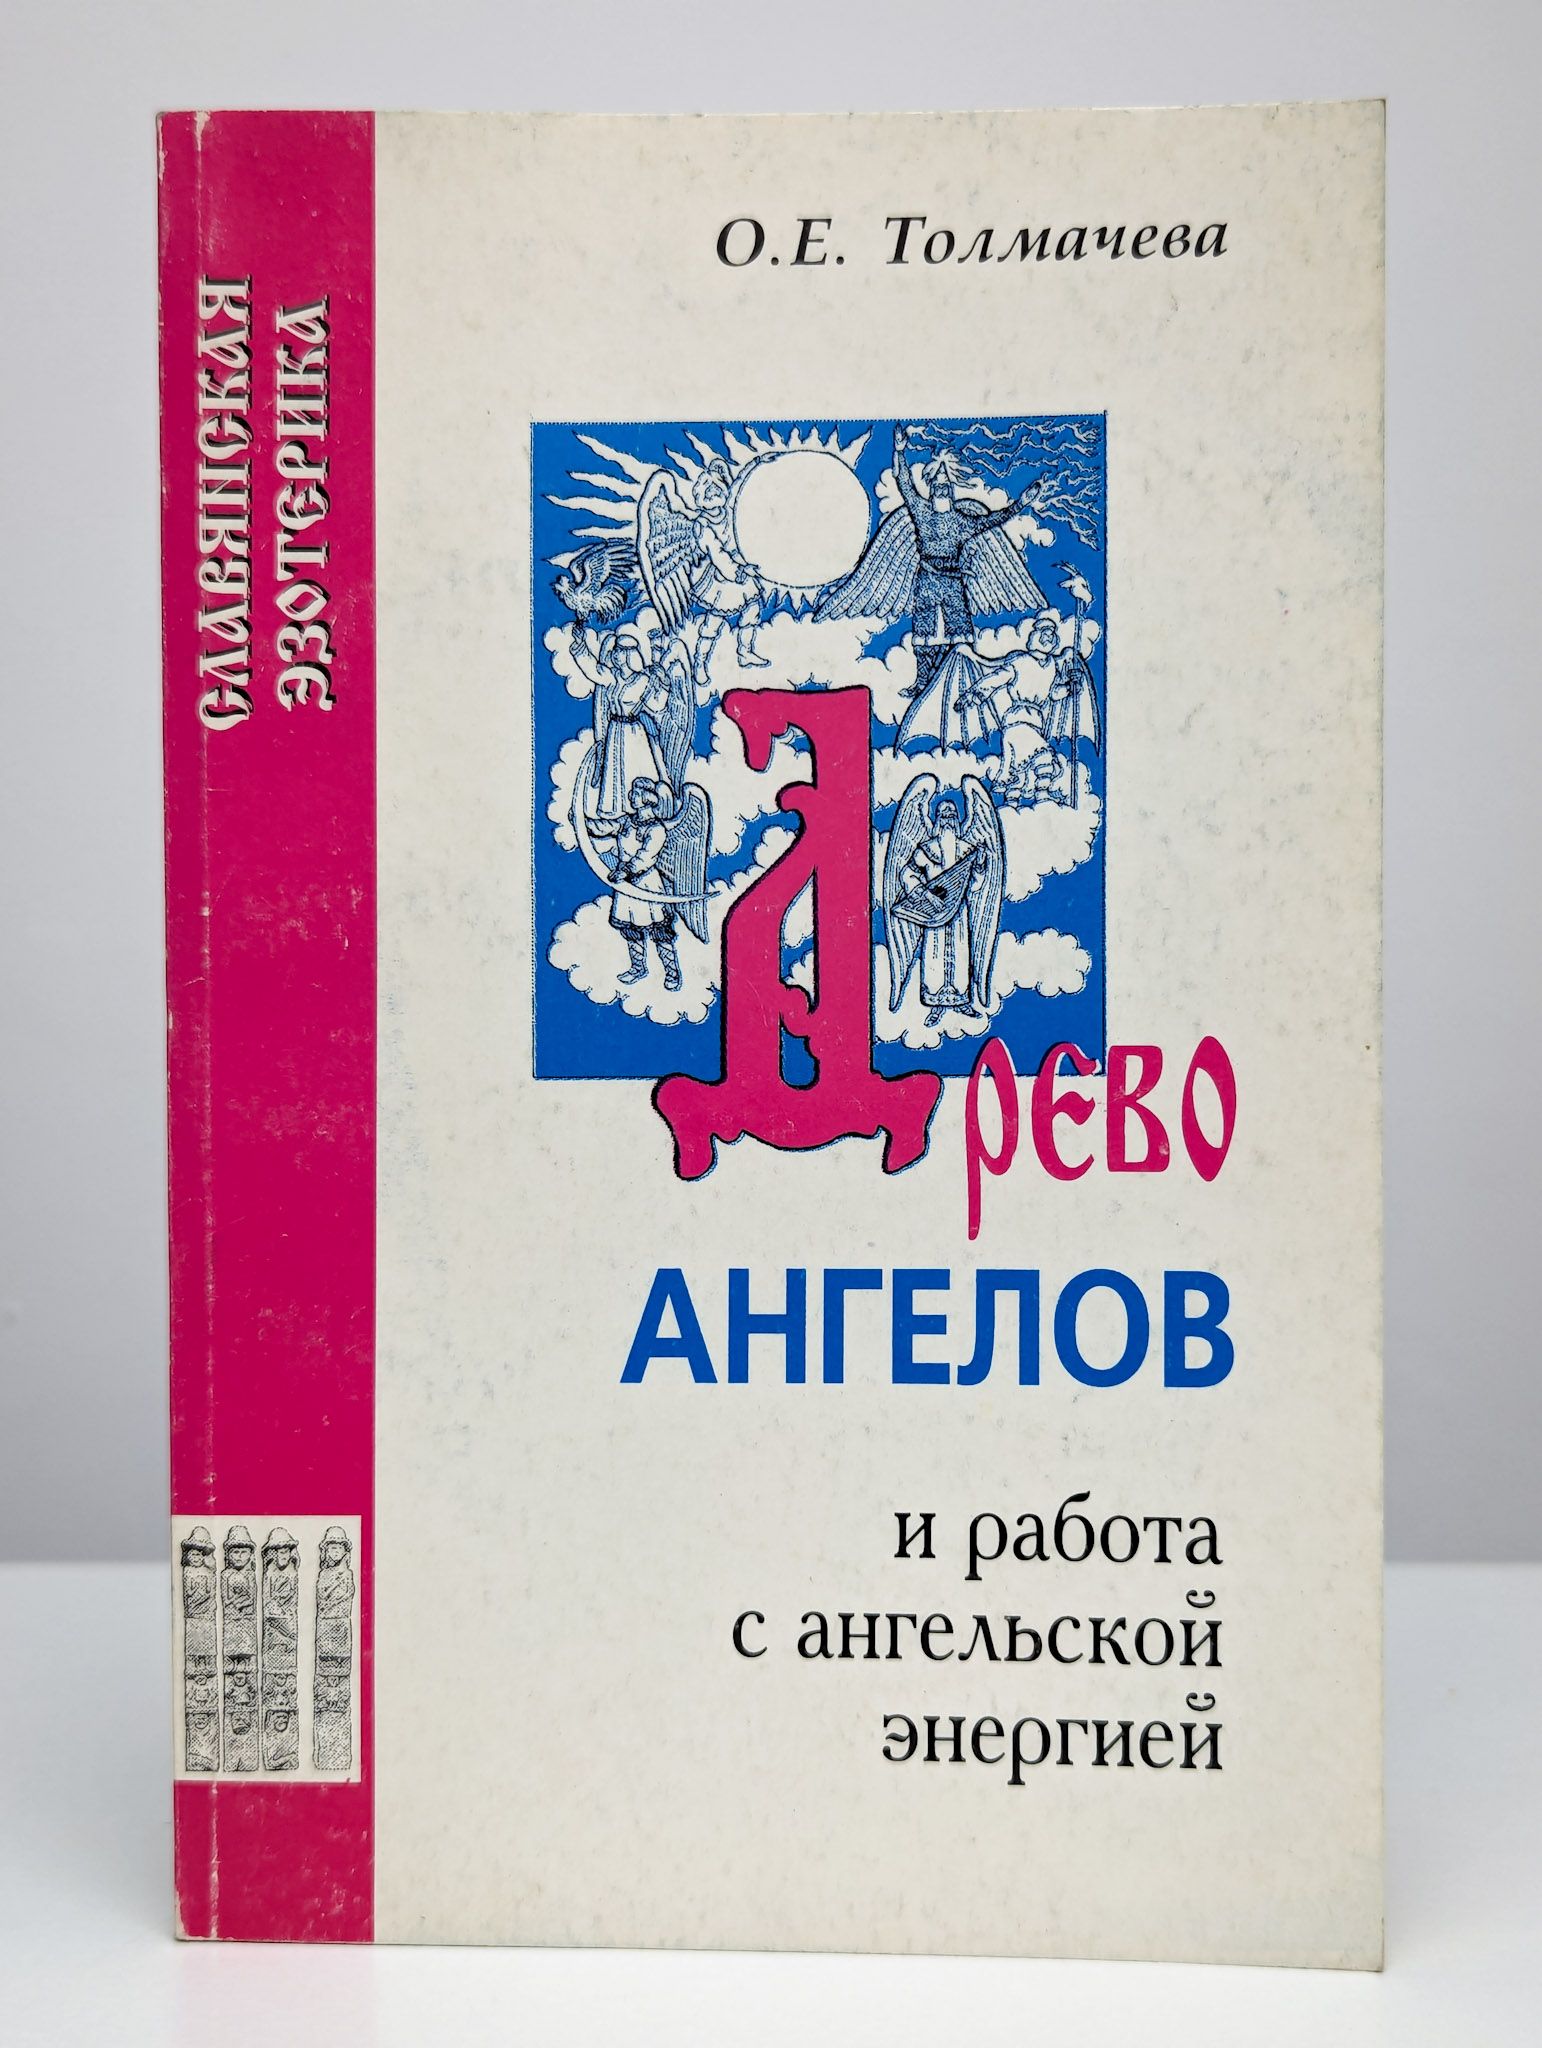 О.Е. Толмачева
СЛАВЯНСКАЯ
ЭЗОТЕРИКА
Древо
АНГЕЛОВ
и работа
с ангельской
энергией